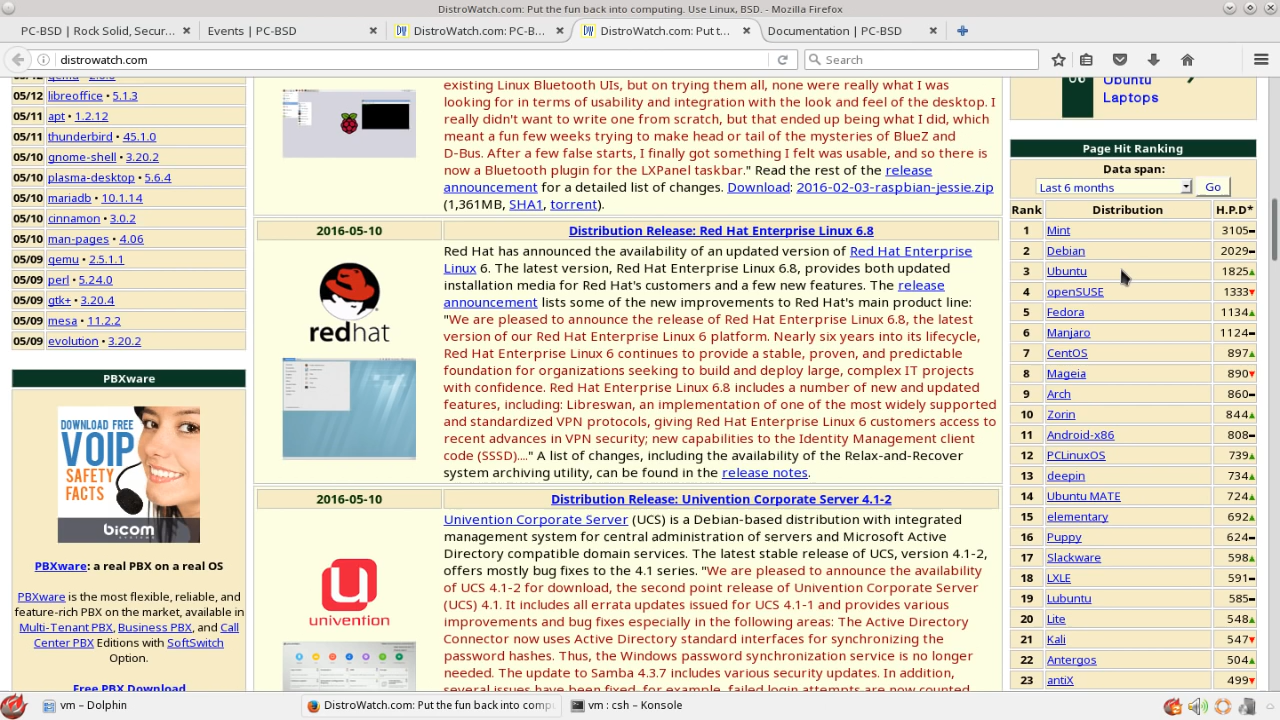 DistroWatch.com: Put the fun back into computing. Use Linux, BSD. - Mozilla Firefox
PC-BSD | Rock Solid, Secur...
Events | PC-BSD
DistroWatch.com: PC-B...
DistroWatch.com: Put t...
Documentation | PC-BSD
distrowatch.com
Search
05/12 libreoffice • 5.1.3
05/11 apt • 1.2.12
05/11 thunderbird • 45.1.0
05/10 gnome-shell • 3.20.2
05/10 plasma-desktop • 5.6.4
05/10 mariadb • 10.1.14
05/10 cinnamon • 3.0.2
05/10 man-pages • 4.06
05/09 qemu • 2.5.1.1
05/09 perl • 5.24.0
05/09 gtk+ • 3.20.4
05/09 mesa • 11.2.2
05/09 evolution • 3.20.2
PBXware
DOWNLOAD FREE
VOIP
SAFETY
FACTS
bicom
SYSTEMS
PBXware: a real PBX on a real OS
PBXware is the most flexible, reliable, and
feature-rich PBX on the market, available in
Multi-Tenant PBX, Business PBX, and Call
Center PBX Editions with SoftSwitch
Option.
Free PBX Download
existing Linux Bluetooth UIs, but on trying them all, none were really what I was
looking for in terms of usability and integration with the look and feel of the desktop. I
really didn't want to write one from scratch, but that ended up being what I did, which
meant a fun few weeks trying to make head or tail of the mysteries of BlueZ and
D-Bus. After a few false starts, I finally got something I felt was usable, and so there is
now a Bluetooth plugin for the LXPanel taskbar." Read the rest of the release
announcement for a detailed list of changes. Download: 2016-02-03-raspbian-jessie.zip
(1,361MB, SHA1, torrent).
2016-05-10
Distribution Release: Red Hat Enterprise Linux 6.8
redhat
Red Hat has announced the availability of an updated version of Red Hat Enterprise
Linux 6. The latest version, Red Hat Enterprise Linux 6.8, provides both updated
installation media for Red Hat's customers and a few new features. The release
announcement lists some of the new improvements to Red Hat's main product line:
"We are pleased to announce the release of Red Hat Enterprise Linux 6.8, the latest
version of our Red Hat Enterprise Linux 6 platform. Nearly six years into its lifecycle,
Red Hat Enterprise Linux 6 continues to provide a stable, proven, and predictable
foundation for organizations seeking to build and deploy large, complex IT projects
with confidence. Red Hat Enterprise Linux 6.8 includes a number of new and updated
features, including: Libreswan, an implementation of one of the most widely supported
and standardized VPN protocols, giving Red Hat Enterprise Linux 6 customers access to
recent advances in VPN security; new capabilities to the Identity Management client
code (SSSD)...." A list of changes, including the availability of the Relax-and-Recover
system archiving utility, can be found in the release notes.
2016-05-10
Distribution Release: Univention Corporate Server 4.1-2
univention
Univention Corporate Server (UCS) is a Debian-based distribution with integrated
management system for central administration of servers and Microsoft Active
Directory compatible domain services. The latest stable release of UCS, version 4.1-2,
offers mostly bug fixes to the 4.1 series. "We are pleased to announce the availability
of UCS 4.1-2 for download, the second point release of Univention Corporate Server
(UCS) 4.1. It includes all errata updates issued for UCS 4.1-1 and provides various
improvements and bug fixes especially in the following areas: The Active Directory
Connector now uses Active Directory standard interfaces for synchronizing the
password hashes. Thus, the Windows password synchronization service is no longer
needed. The update to Samba 4.3.7 includes various security updates. In addition,
several issues have been fixed, for example, failed login attempts are now counted
Ubuntu
Laptops
Page Hit Ranking
Data span:
Last 6 months
Go
Rank Distribution H.P.D*
1 Mint 3105
2 Debian 2029
3 Ubuntu 1825
4 openSUSE 1333
5 Fedora 1134
6 Manjaro 1124
7 CentOS 897
8 Mageia 890
9 Arch 860
10 Zorin 844
11 Android-x86 808
12 PCLinuxOS 739
13 deepin 734
14 Ubuntu MATE 724
15 elementary 692
16 Puppy 624
17 Slackware 598
18 LXLE 591
19 Lubuntu 585
20 Lite 548
21 Kali 547
22 Antergos 504
23 antiX 499
vm – Dolphin
DistroWatch.com: Put the fun back into compu
vm : csh – Konsole